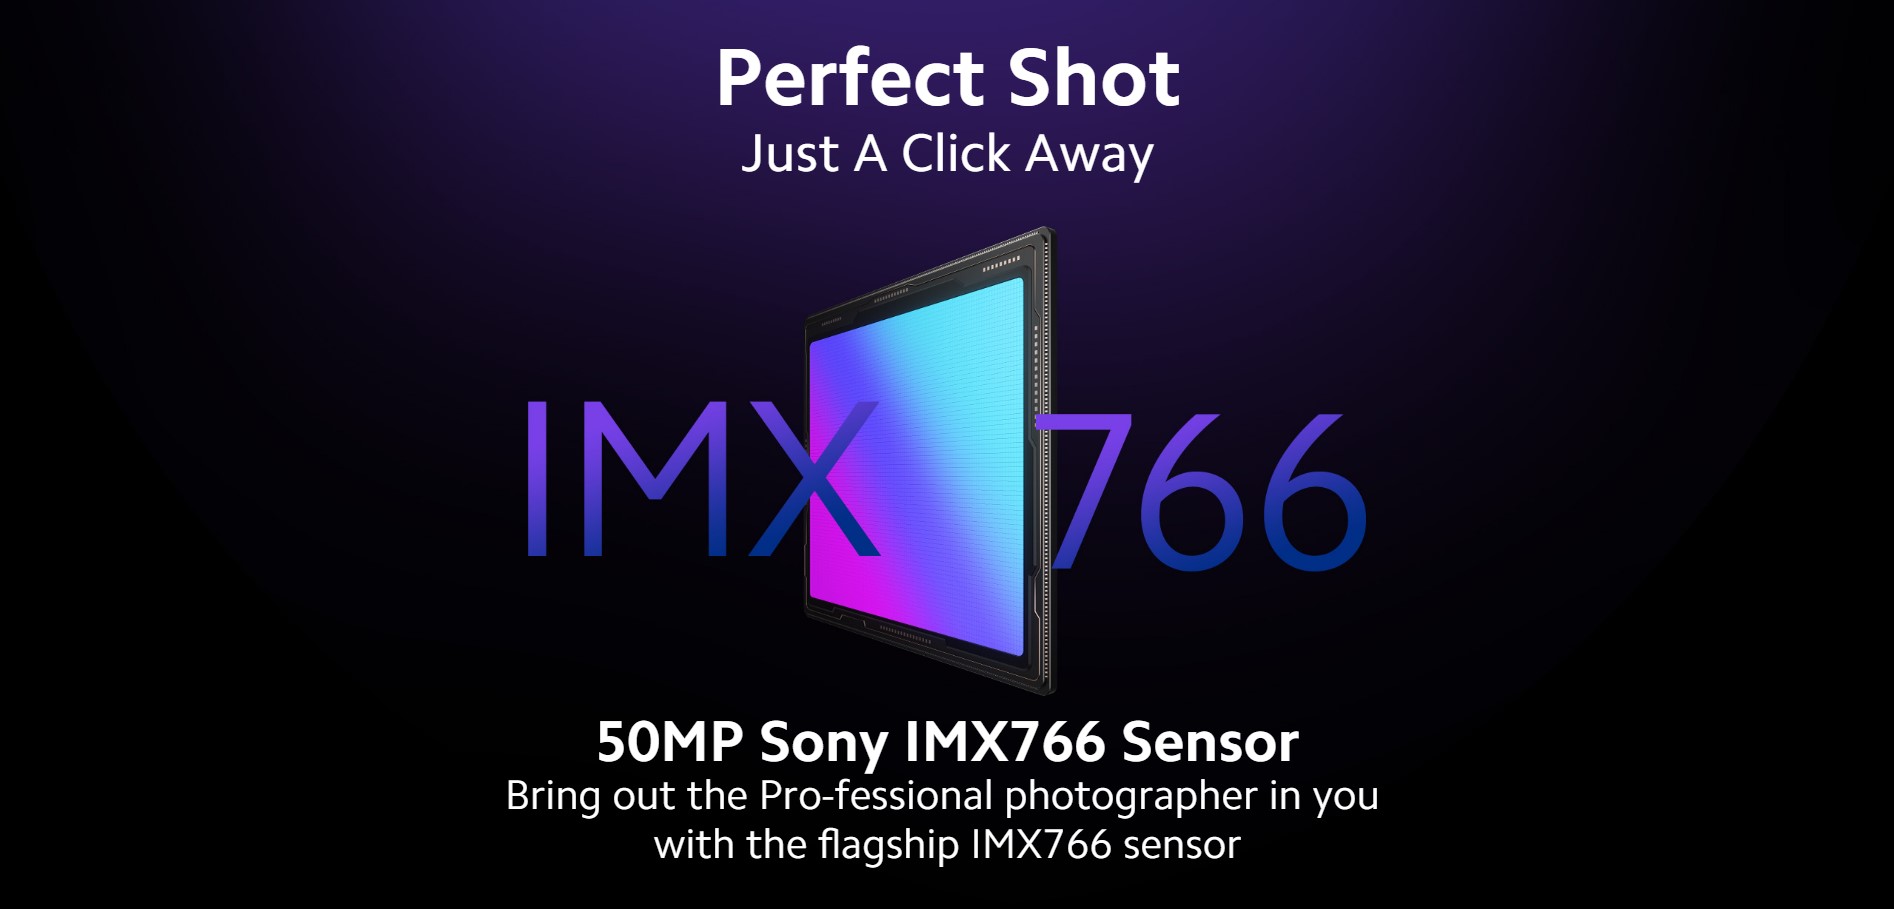 Perfect Shot
Just A Click Away
IMX 766
50MP Sony IMX766 Sensor
Bring out the Pro-fessional photographer in you
with the flagship IMX766 sensor